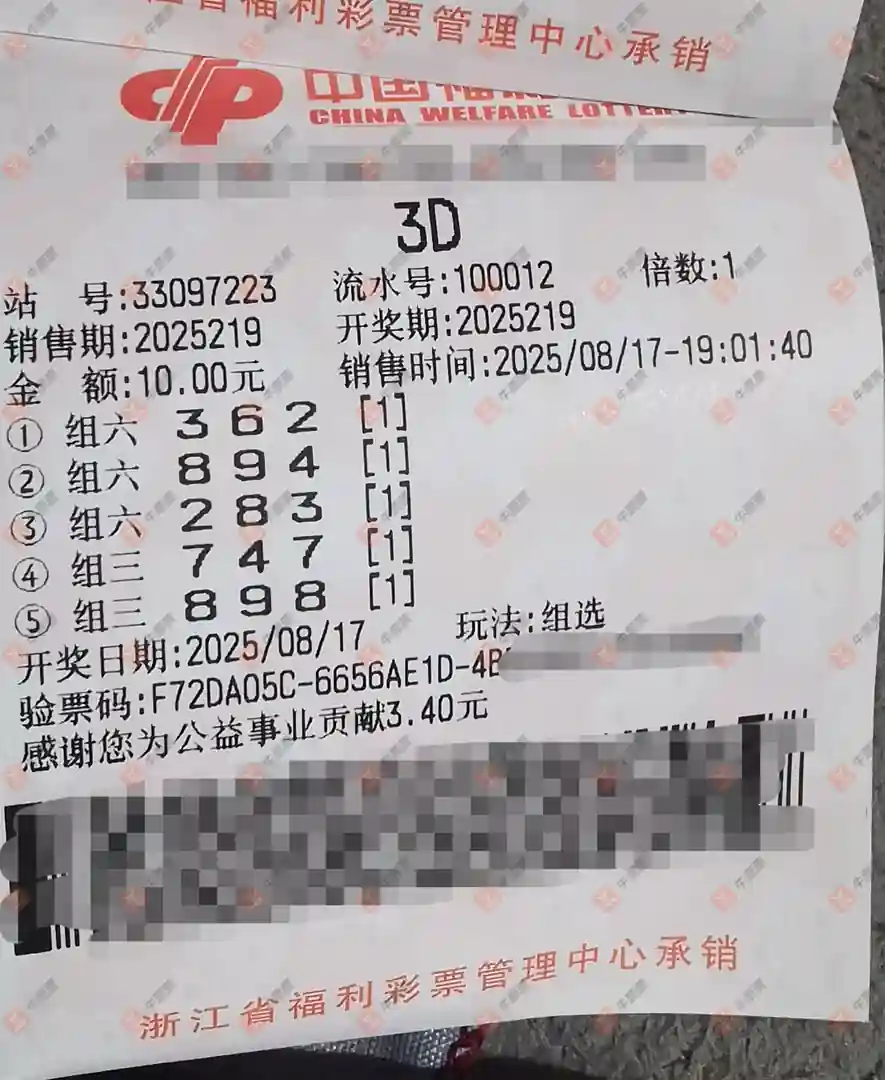 江省福利彩票管理中心承销
中国福
CHINA WELFARE LOTTERY
3D
站 号:33097223 流水号:100012 倍数:1
销售期:2025219 开奖期:2025219
金 额:10.00元 销售时间:2025/08/17-19:01:40
① 组六 3 6 2 [1]
② 组六 8 9 4 [1]
③ 组六 2 8 3 [1]
④ 组三 7 4 7 [1]
⑤ 组三 8 9 8 [1]
开奖日期:2025/08/17 玩法:组选
验票码:F72DA05C-6656AE1D-4B
感谢您为公益事业贡献3.40元
浙江省福利彩票管理中心承销